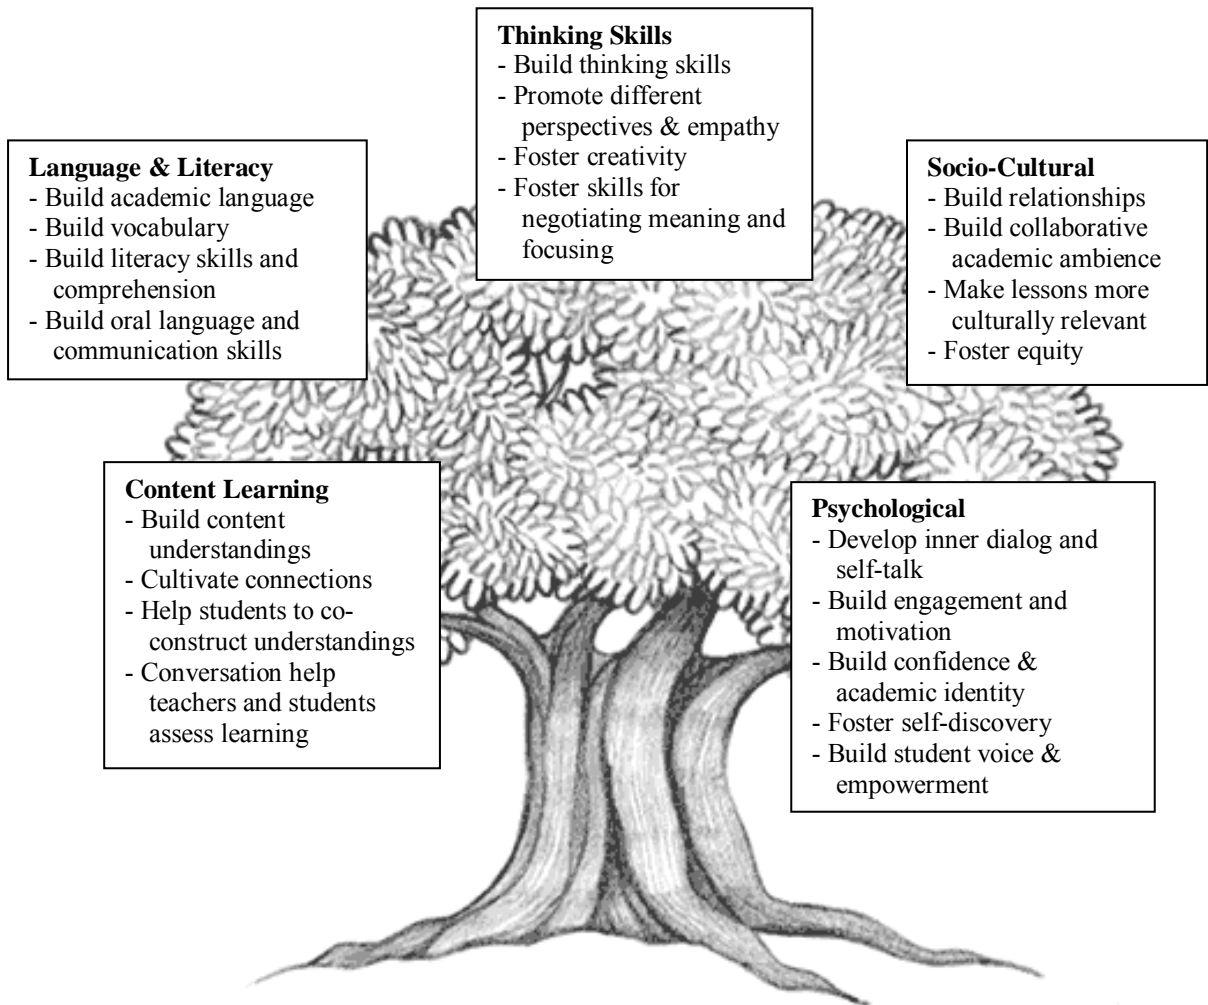 Thinking Skills
- Build thinking skills
- Promote different
perspectives & empathy
- Foster creativity
- Foster skills for
negotiating meaning and
focusing
Language & Literacy
- Build academic language
- Build vocabulary
- Build literacy skills and
comprehension
- Build oral language and
communication skills
Socio-Cultural
- Build relationships
- Build collaborative
academic ambience
- Make lessons more
culturally relevant
- Foster equity
Content Learning
- Build content
understandings
- Cultivate connections
- Help students to co-
construct understandings
- Conversation help
teachers and students
assess learning
Psychological
- Develop inner dialog and
self-talk
- Build engagement and
motivation
- Build confidence &
academic identity
- Foster self-discovery
- Build student voice &
empowerment